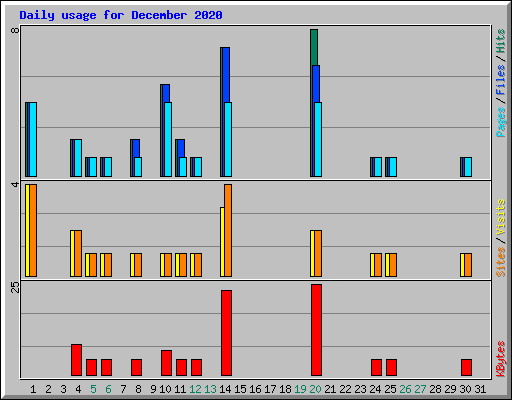 Daily usage for December 2020
8
Pages/Files/Hits
4
Sites/Visits
25
KBytes
1 2 3 4 5 6 7 8 9 10 11 12 13 14 15 16 17 18 19 20 21 22 23 24 25 26 27 28 29 30 31